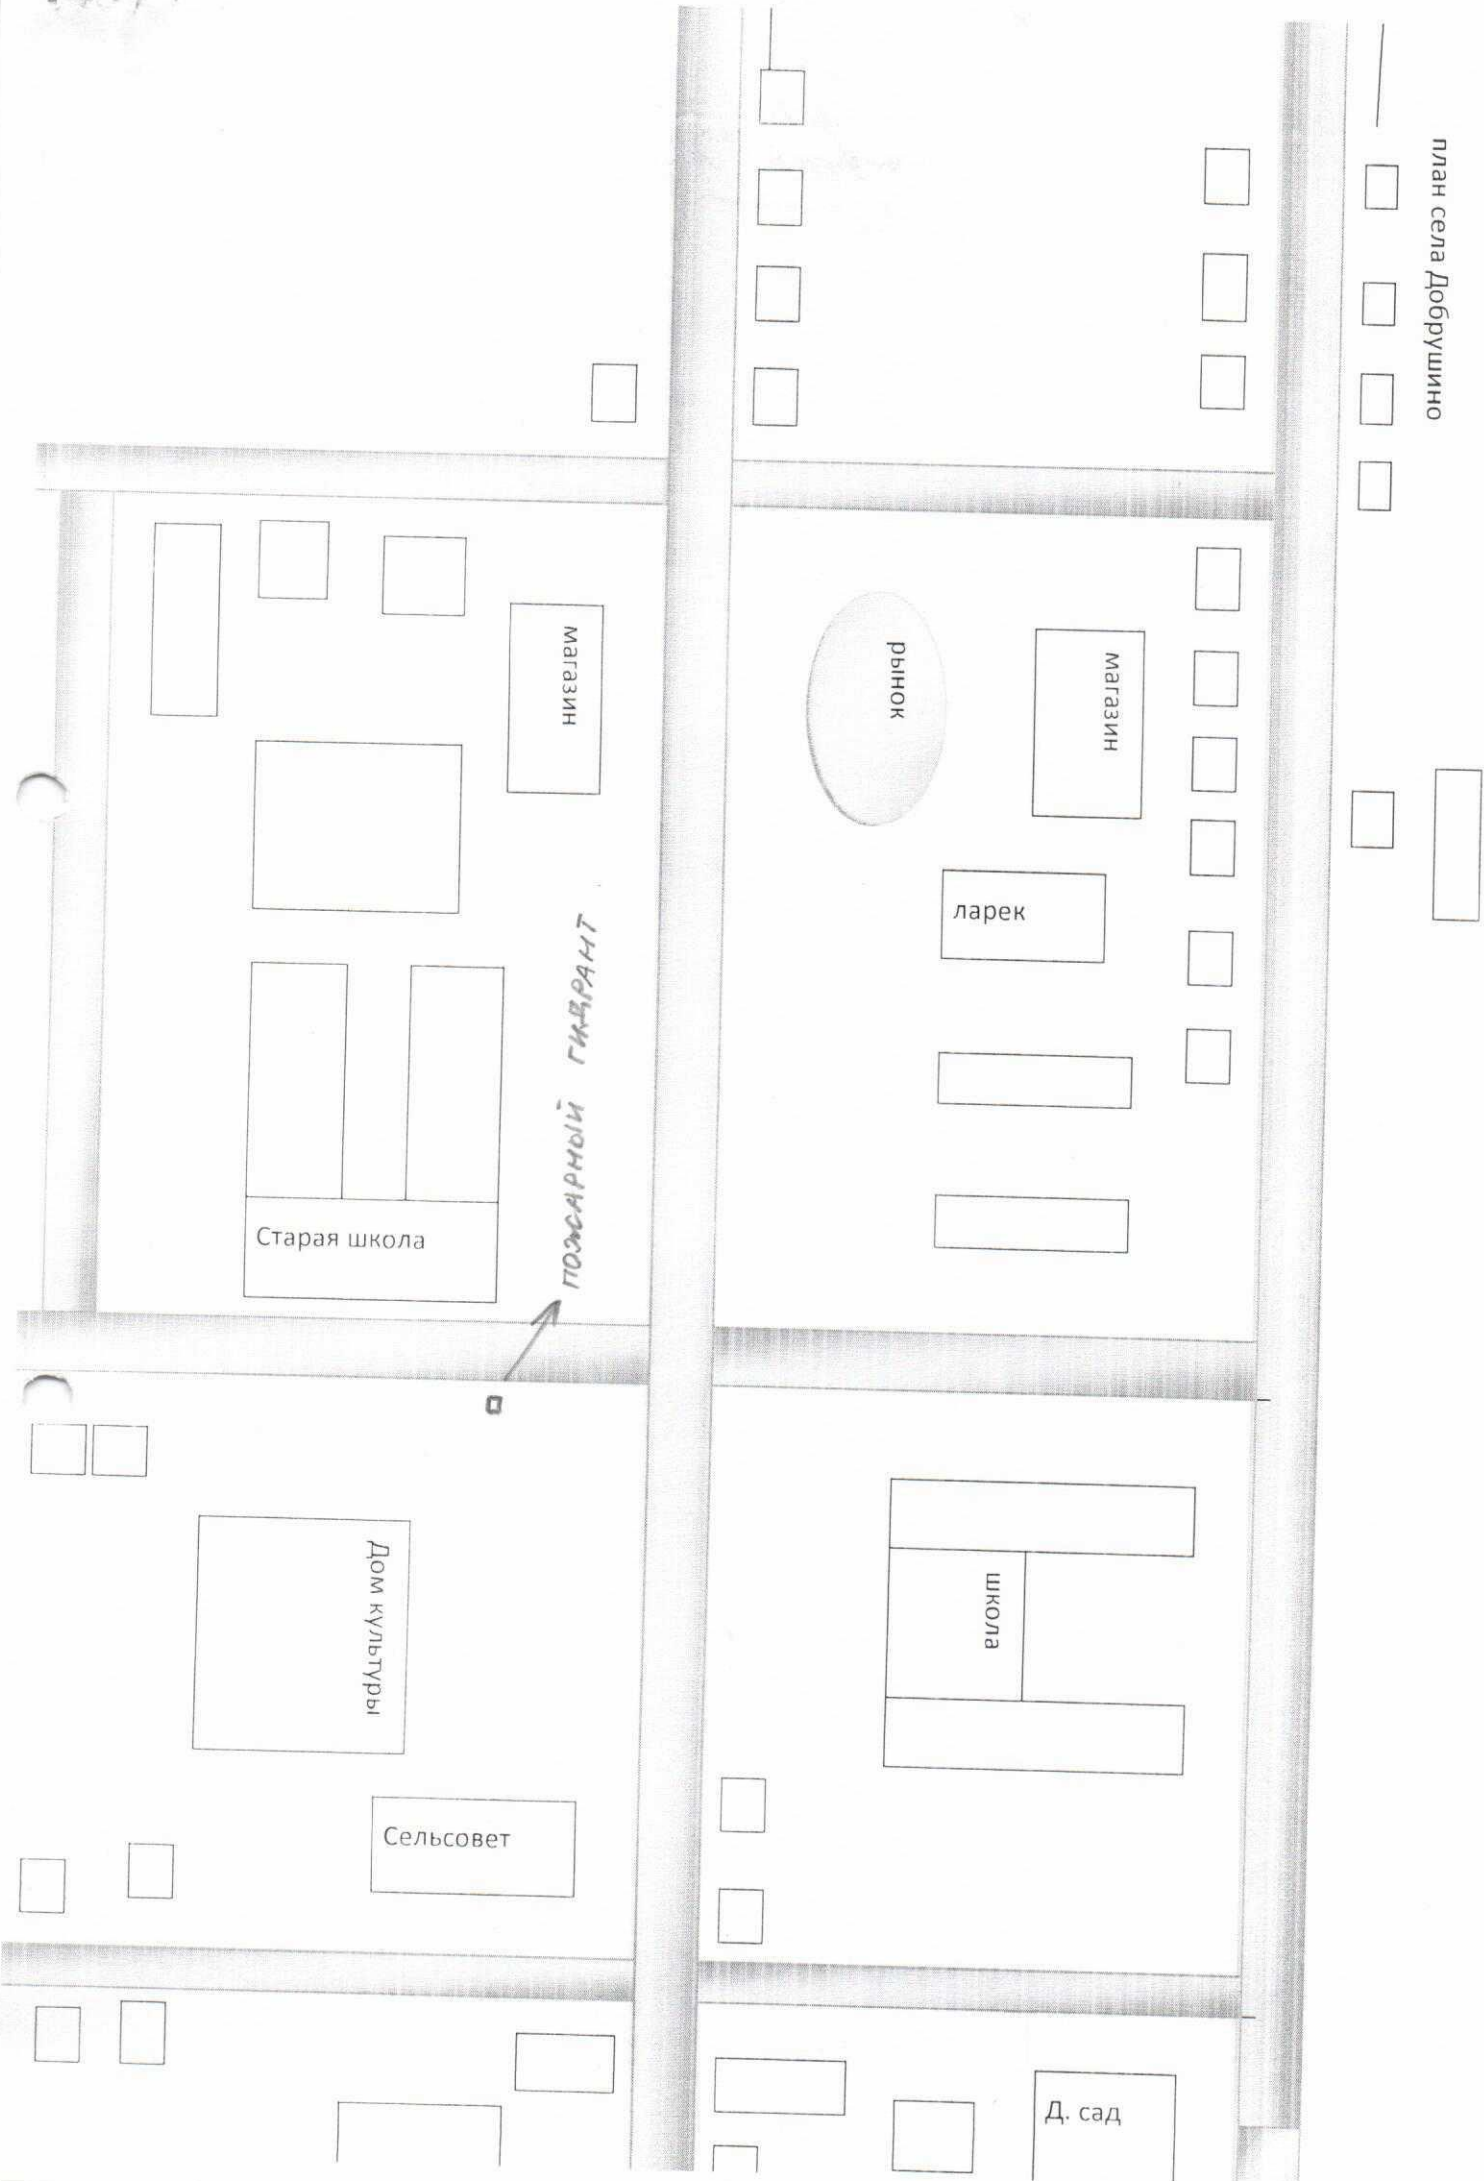 план села Добрушино
магазин
рынок
ларек
магазин
пожарный гидрант
Старая школа
школа
Дом культуры
Сельсовет
Д. сад